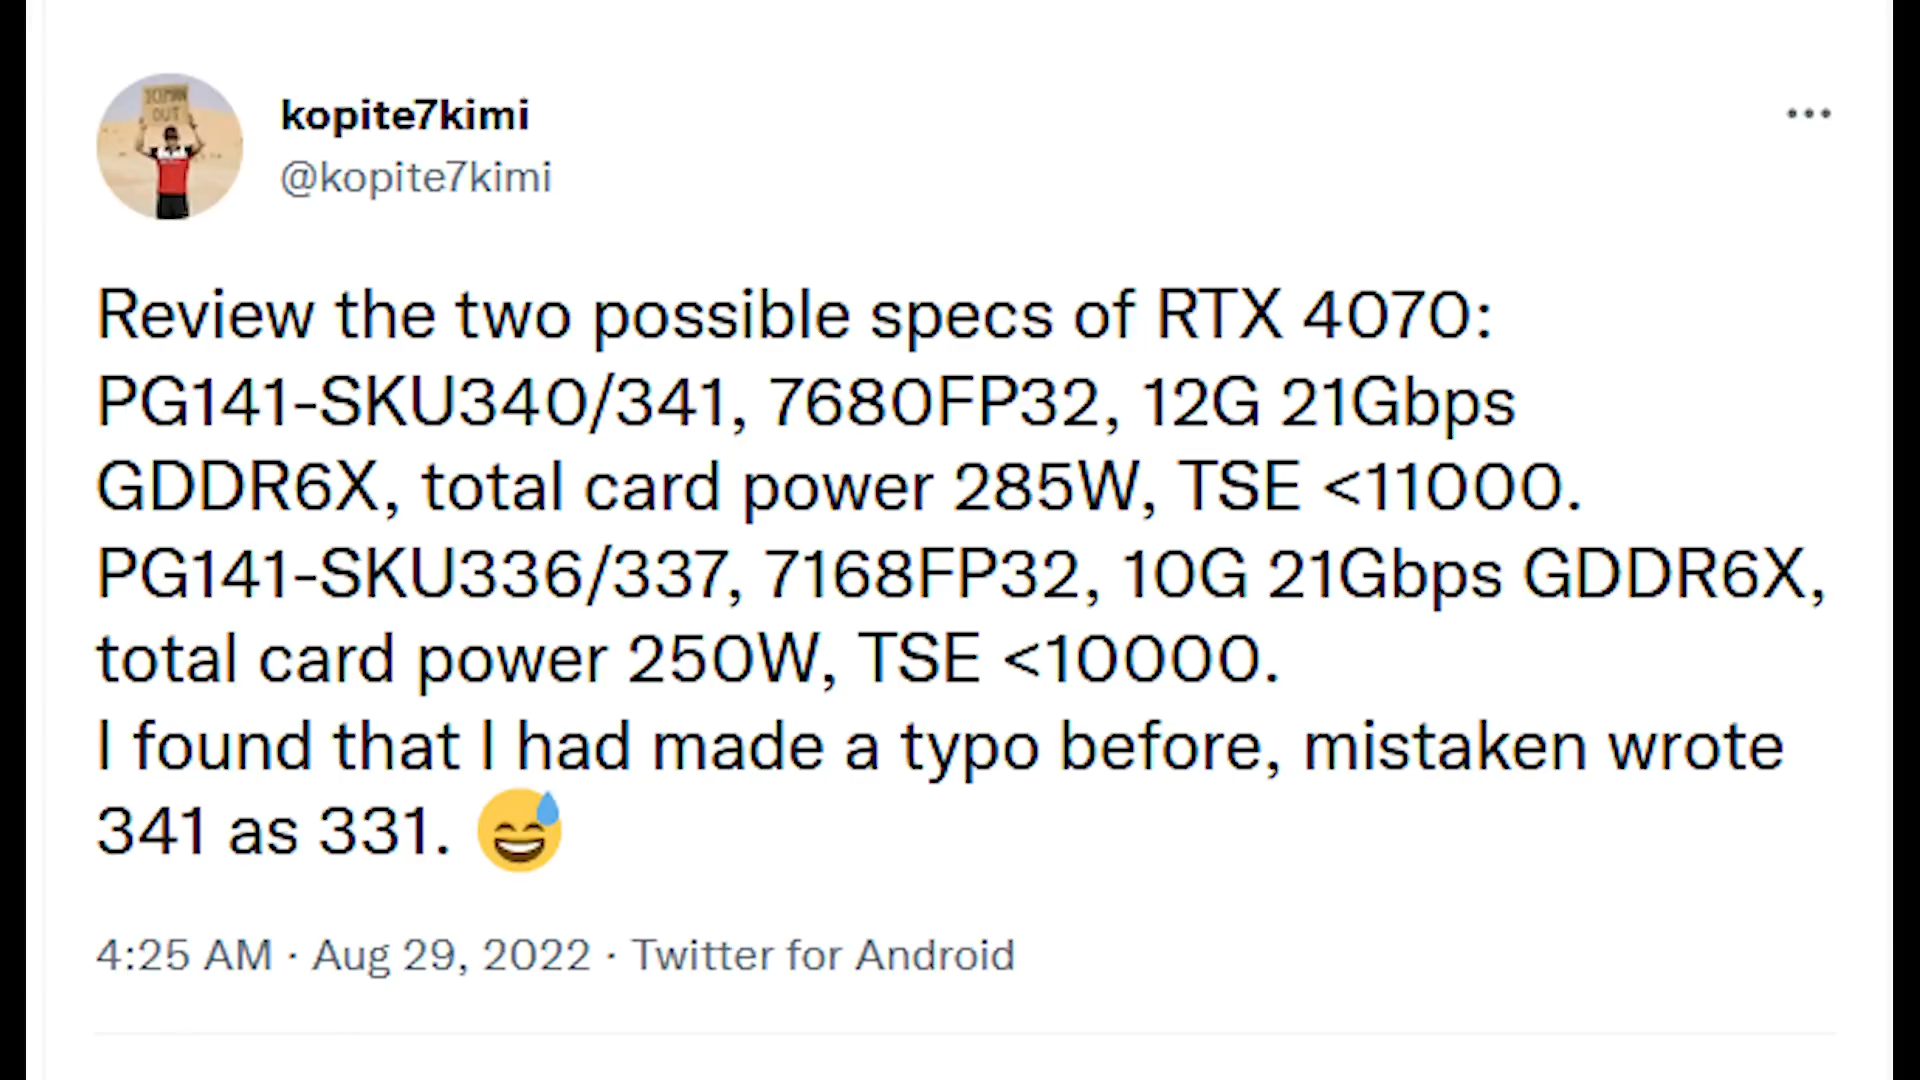 kopite7kimi
@kopite7kimi
Review the two possible specs of RTX 4070:
PG141-SKU340/341, 7680FP32, 12G 21Gbps
GDDR6X, total card power 285W, TSE <11000.
PG141-SKU336/337, 7168FP32, 10G 21Gbps GDDR6X,
total card power 250W, TSE <10000.
I found that I had made a typo before, mistaken wrote
341 as 331. 😅
4:25 AM · Aug 29, 2022 · Twitter for Android